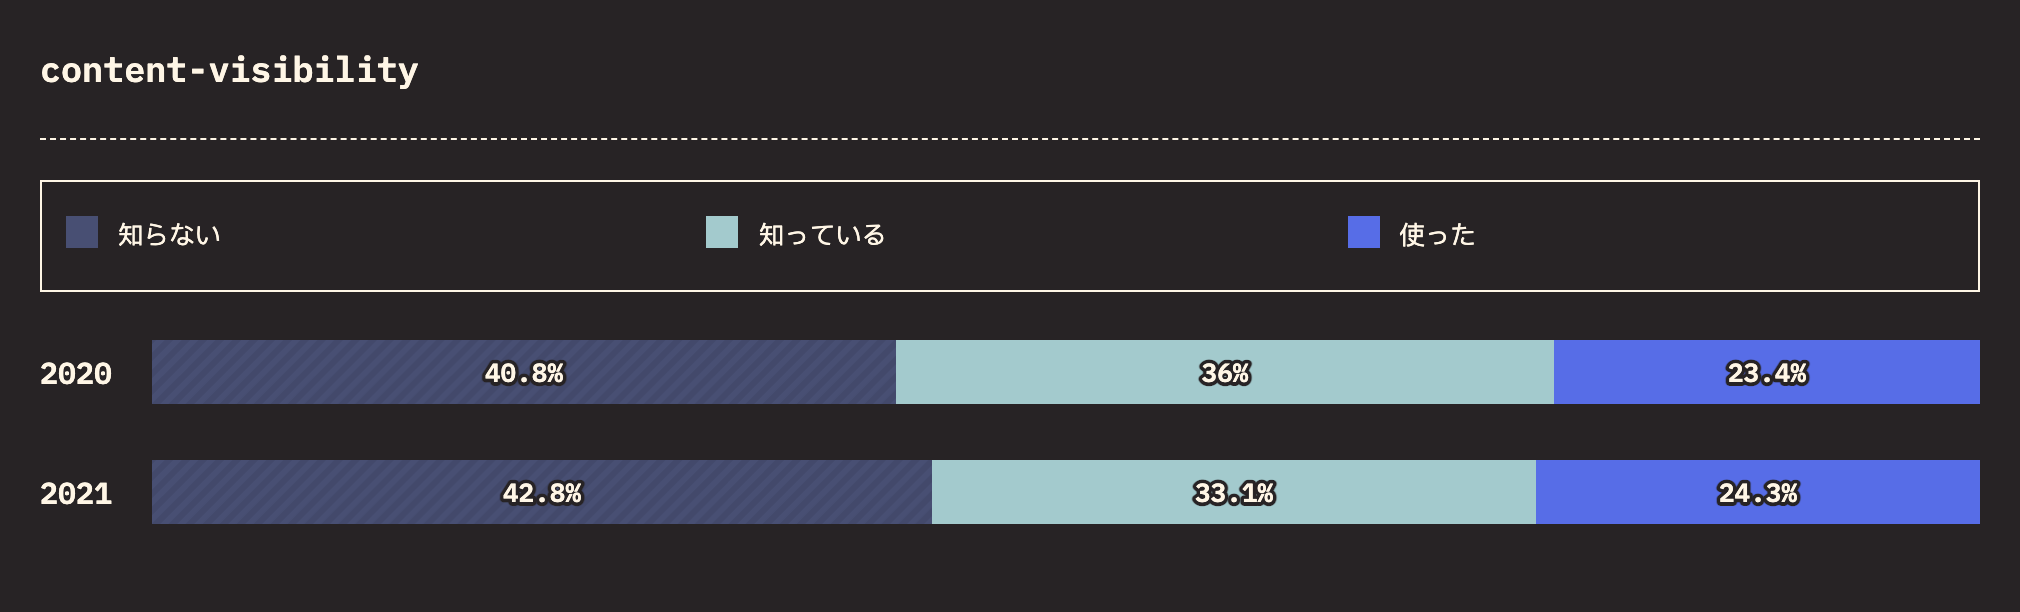 content-visibility
知らない 知っている 使った
2020 40.8% 36% 23.4%
2021 42.8% 33.1% 24.3%